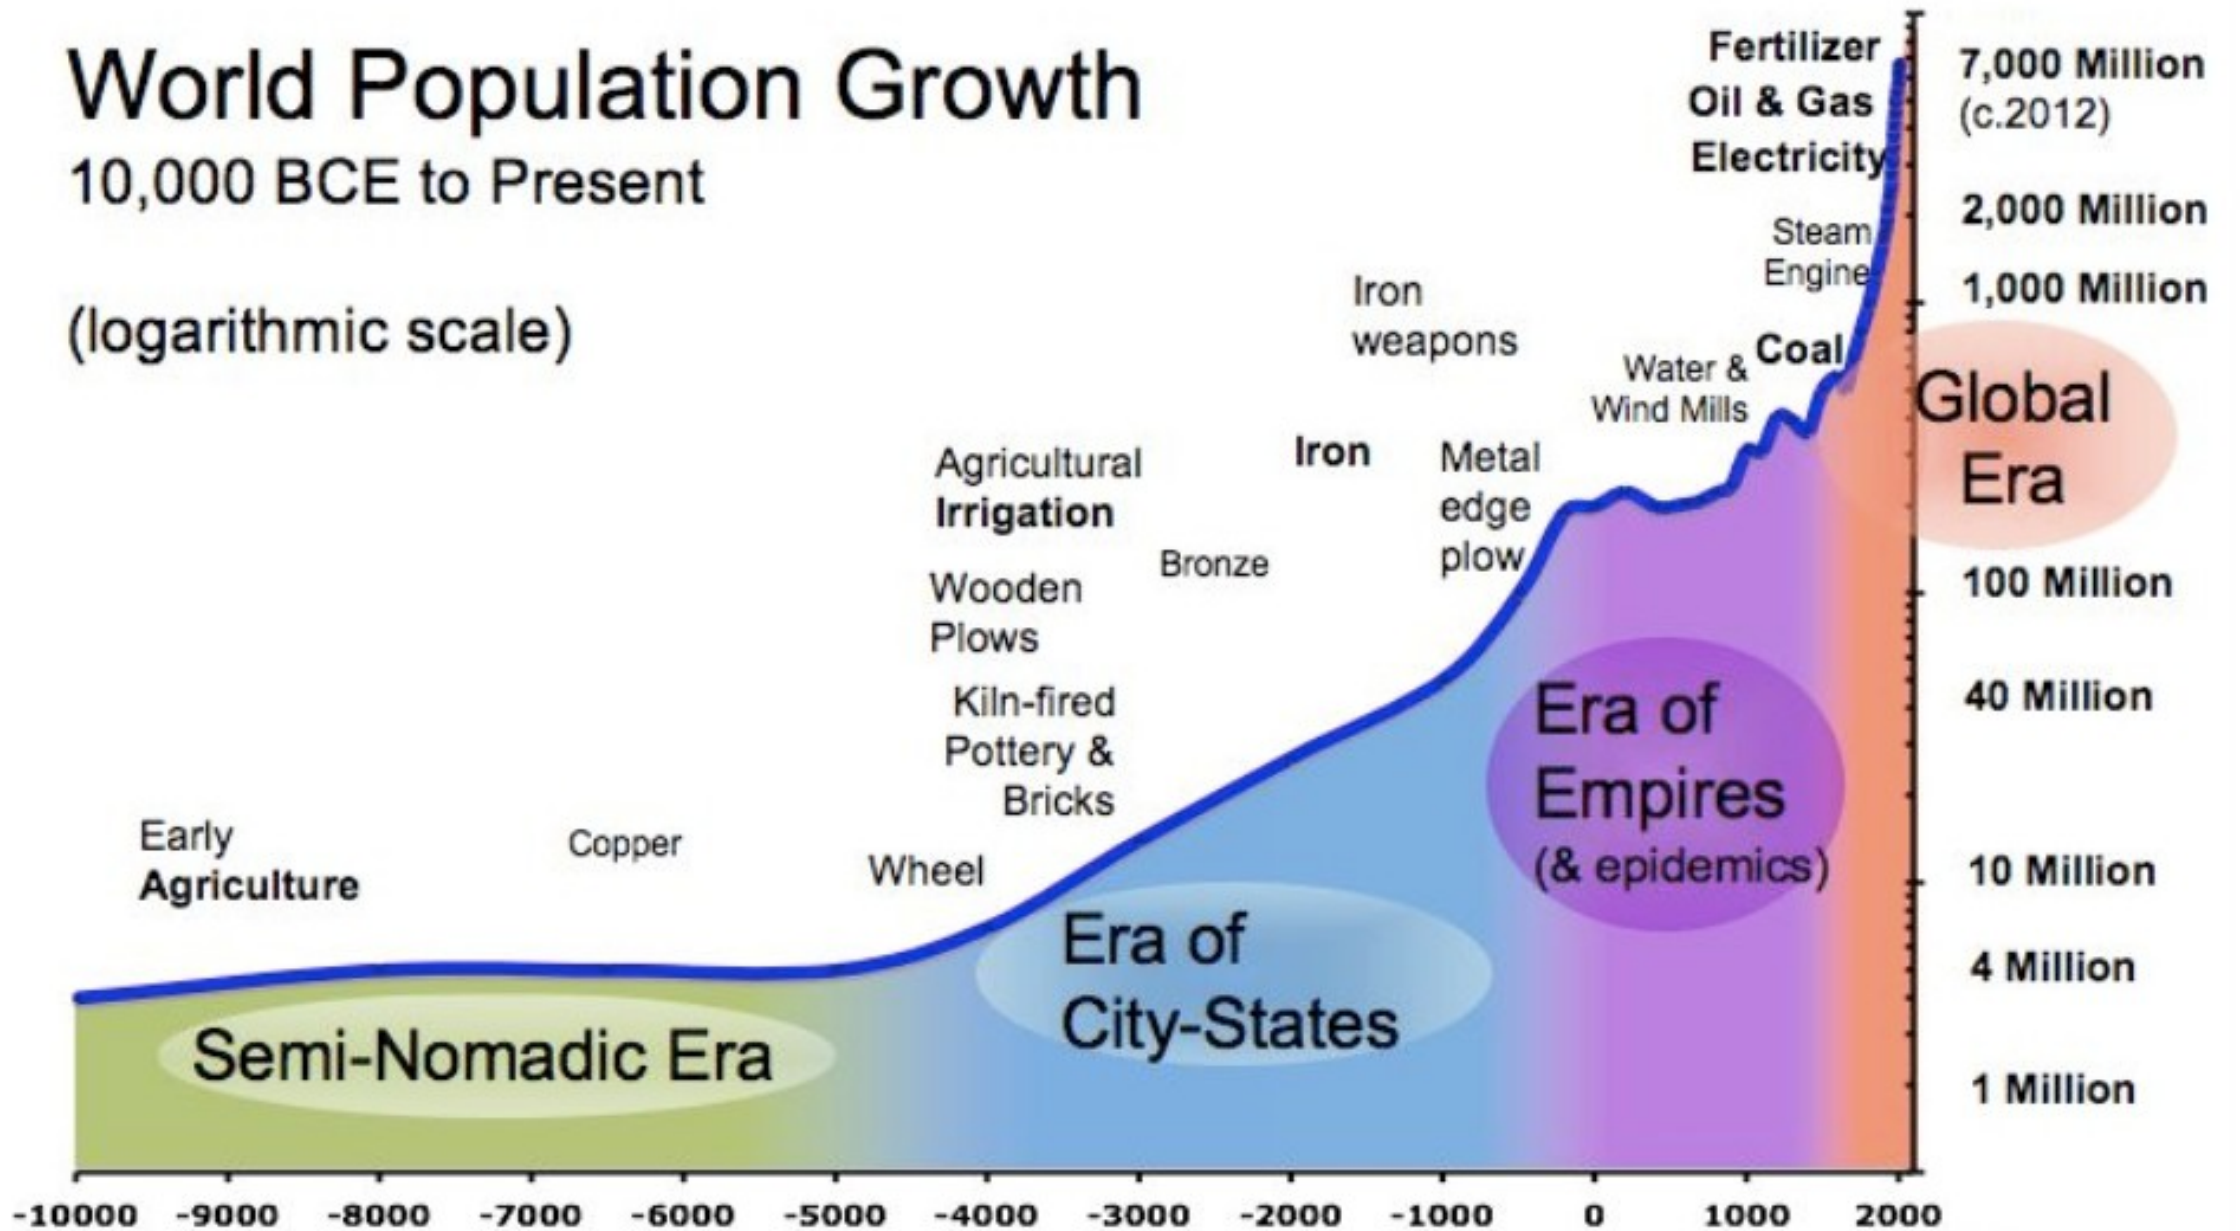 World Population Growth
10,000 BCE to Present
(logarithmic scale)
Early
Agriculture
Copper
Wheel
Kiln-fired
Pottery &
Bricks
Wooden
Plows
Agricultural
Irrigation
Bronze
Iron
Iron
weapons
Metal
edge
plow
Water &
Wind Mills
Coal
Steam
Engine
Electricity
Oil & Gas
Fertilizer
Semi-Nomadic Era
Era of
City-States
Era of
Empires
(& epidemics)
Global
Era
7,000 Million
(c.2012)
2,000 Million
1,000 Million
100 Million
40 Million
10 Million
4 Million
1 Million
-10000 -9000 -8000 -7000 -6000 -5000 -4000 -3000 -2000 -1000 0 1000 2000